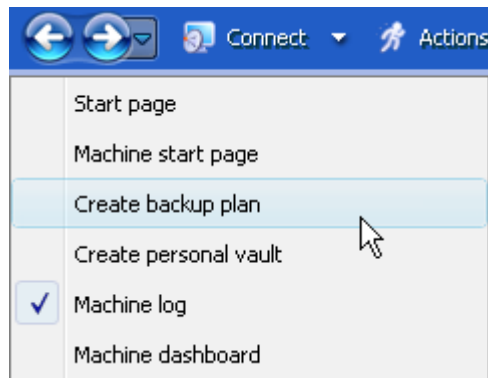 Connect Actions
Start page
Machine start page
Create backup plan
Create personal vault
Machine log
Machine dashboard